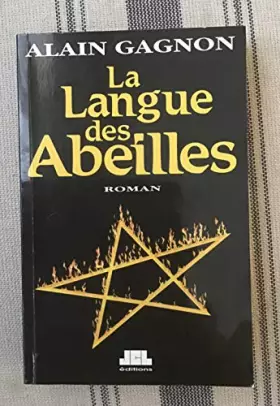 ALAIN GAGNON
La
Langue
des
Abeilles
ROMAN
JCL
éditions